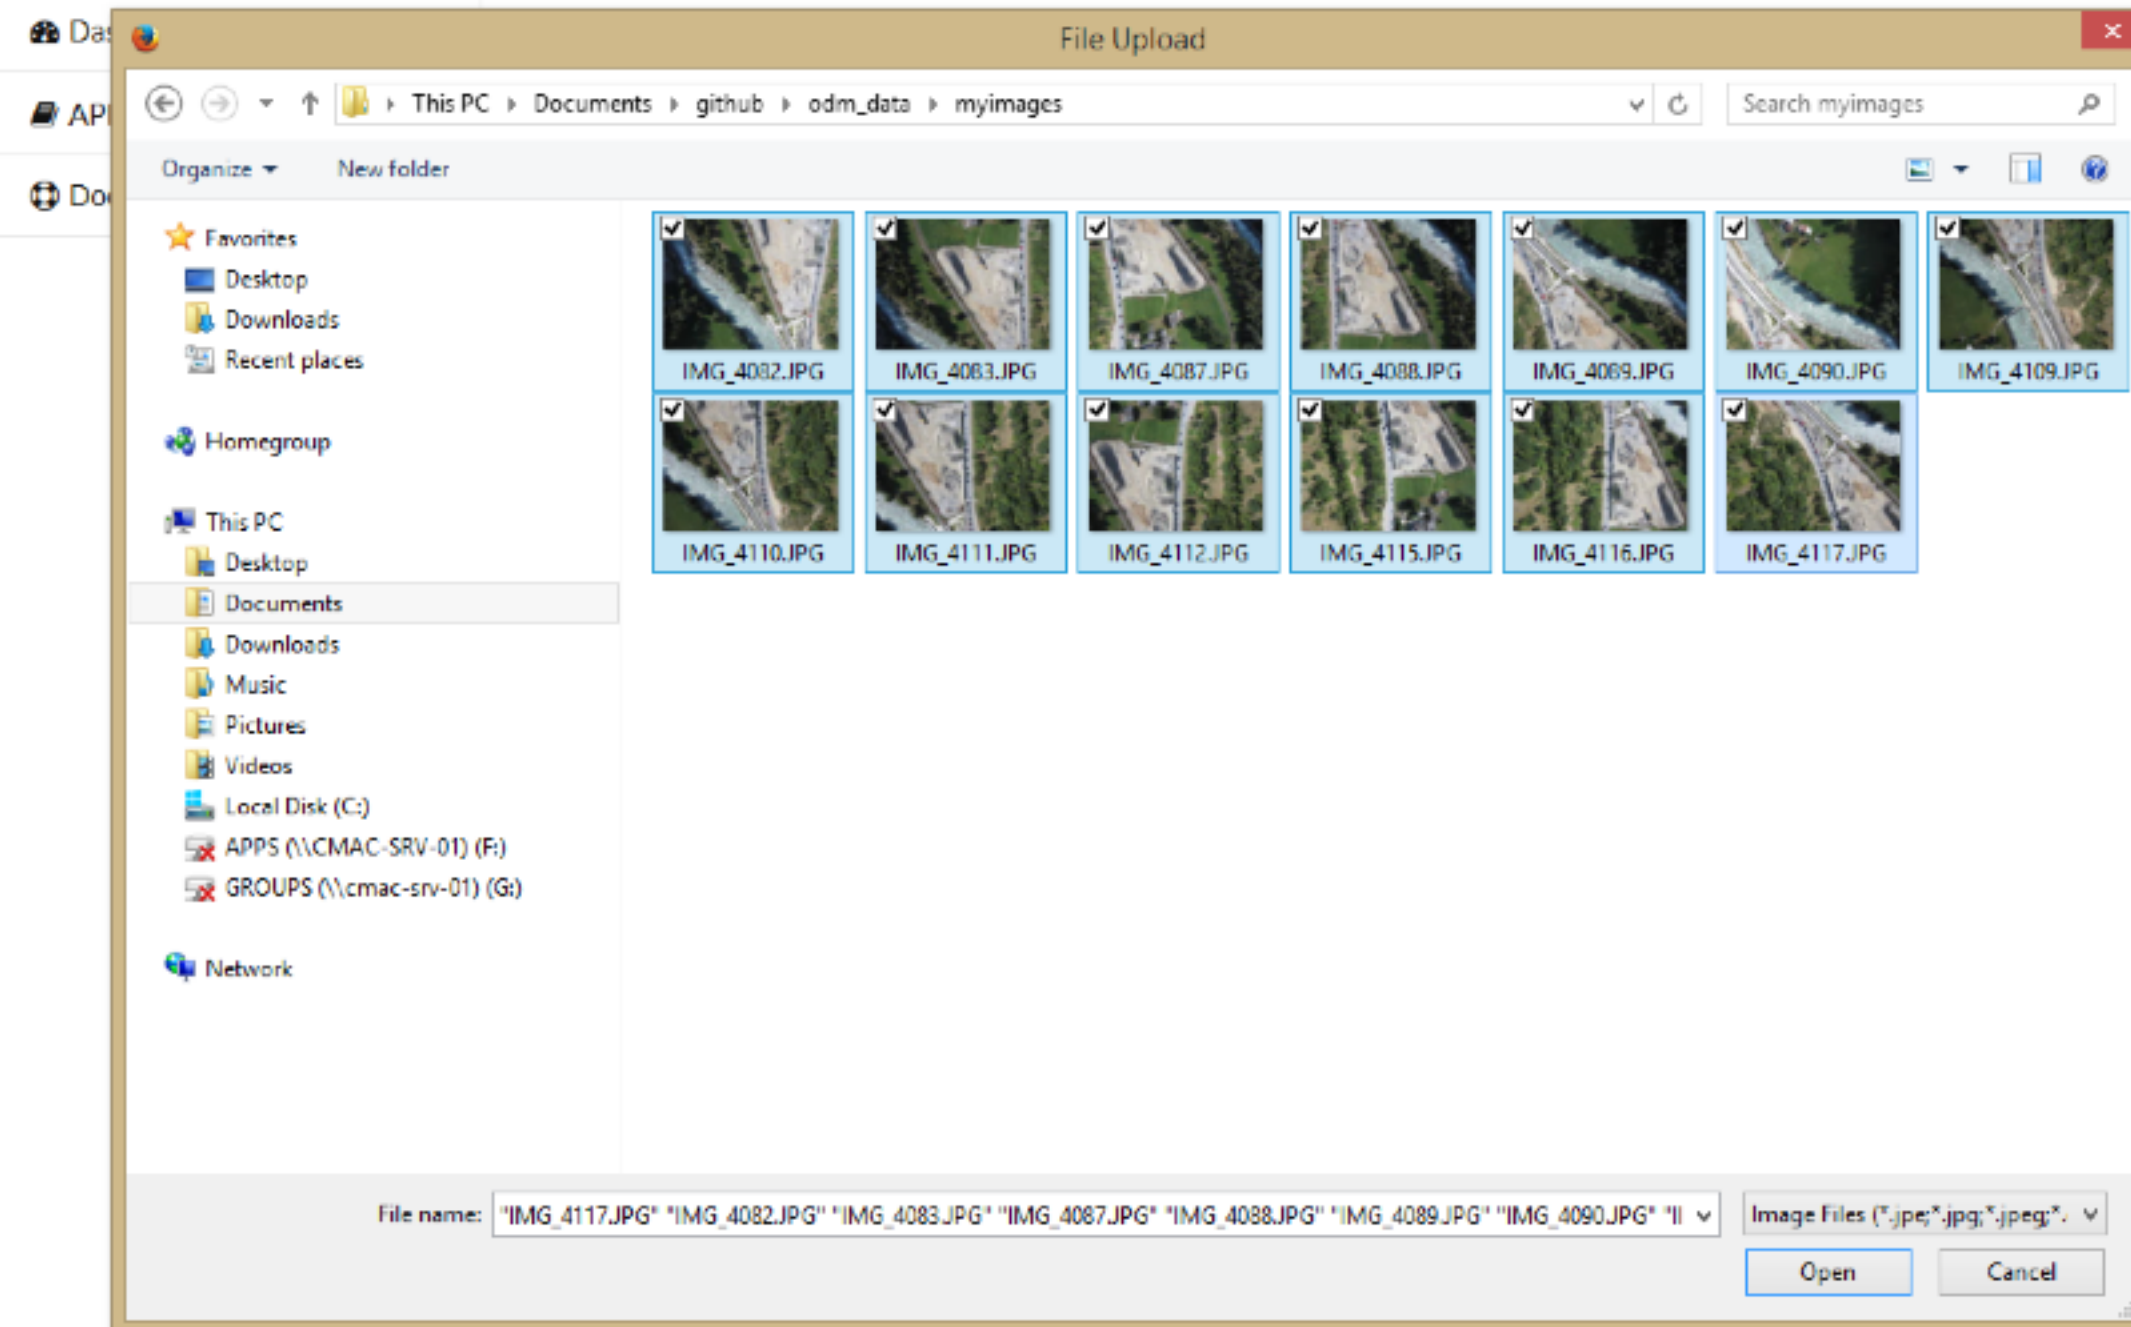 File Upload
Das
API
Doc
This PC Documents github odm_data myimages
Search myimages
Organize New folder
Favorites
Desktop
Downloads
Recent places
Homegroup
This PC
Desktop
Documents
Downloads
Music
Pictures
Videos
Local Disk (C:)
APPS (\\CMAC-SRV-01) (F:)
GROUPS (\\cmac-srv-01) (G:)
Network
IMG_4082.JPG IMG_4083.JPG IMG_4087.JPG IMG_4088.JPG IMG_4089.JPG IMG_4090.JPG IMG_4109.JPG
IMG_4110.JPG IMG_4111.JPG IMG_4112.JPG IMG_4115.JPG IMG_4116.JPG IMG_4117.JPG
File name: "IMG_4117.JPG" "IMG_4082.JPG" "IMG_4083.JPG" "IMG_4087.JPG" "IMG_4088.JPG" "IMG_4089.JPG" "IMG_4090.JPG" "I
Image Files (*.jpe;*.jpg;*.jpeg;*.
Open Cancel